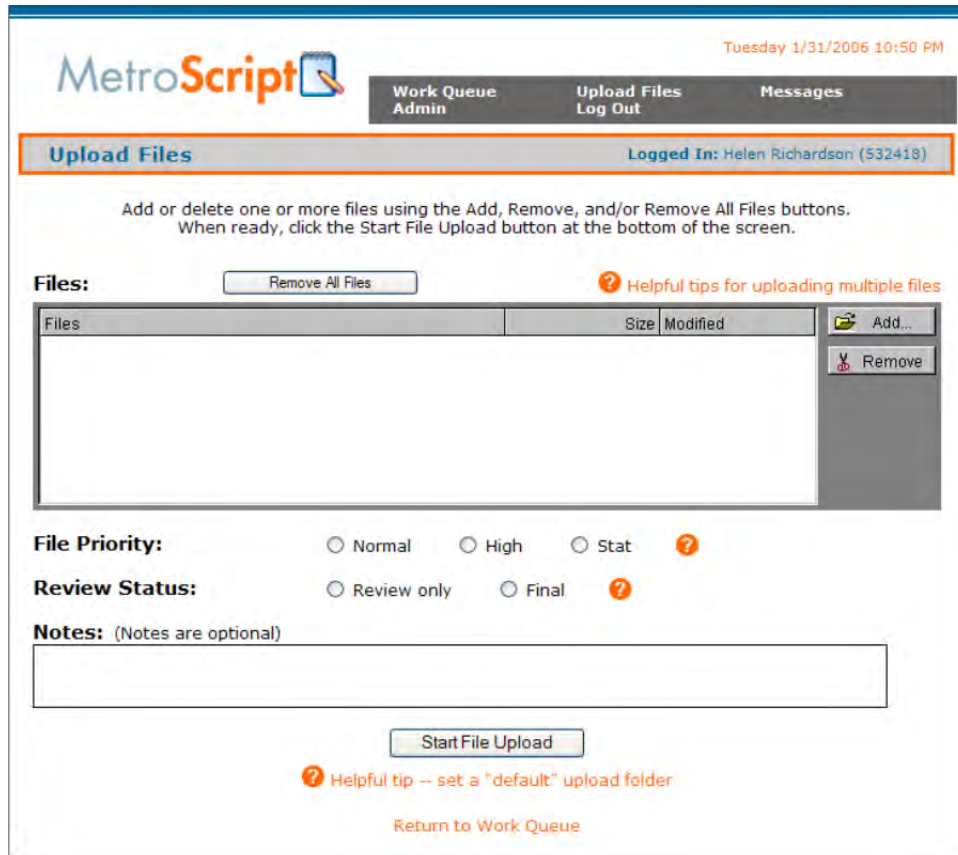 Tuesday 1/31/2006 10:50 PM
MetroScript
Work Queue Upload Files Messages
Admin Log Out
Upload Files Logged In: Helen Richardson (532418)
Add or delete one or more files using the Add, Remove, and/or Remove All Files buttons.
When ready, click the Start File Upload button at the bottom of the screen.
Files: Remove All Files ? Helpful tips for uploading multiple files
Files Size Modified Add...
Remove
File Priority: Normal High Stat ?
Review Status: Review only Final ?
Notes: (Notes are optional)
Start File Upload
? Helpful tip -- set a "default" upload folder
Return to Work Queue